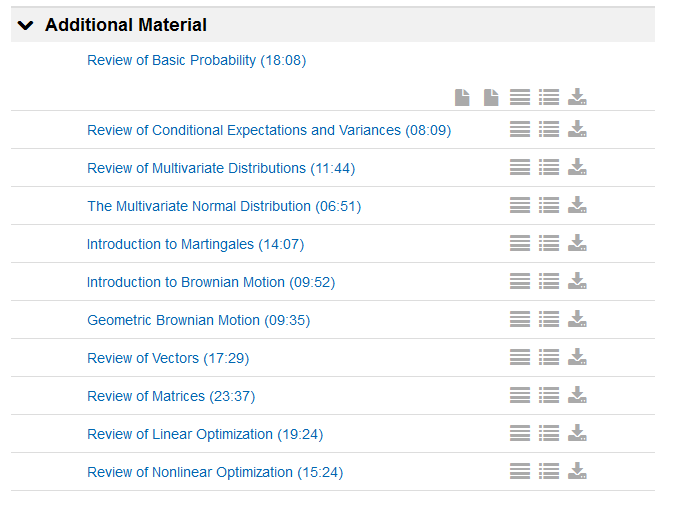 Additional Material
Review of Basic Probability (18:08)
Review of Conditional Expectations and Variances (08:09)
Review of Multivariate Distributions (11:44)
The Multivariate Normal Distribution (06:51)
Introduction to Martingales (14:07)
Introduction to Brownian Motion (09:52)
Geometric Brownian Motion (09:35)
Review of Vectors (17:29)
Review of Matrices (23:37)
Review of Linear Optimization (19:24)
Review of Nonlinear Optimization (15:24)